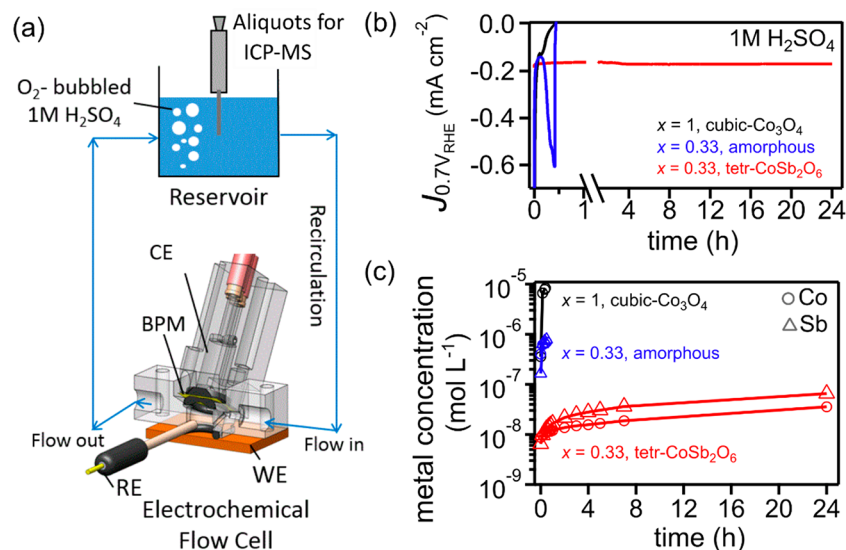 (a)
Aliquots for
ICP-MS
O₂- bubbled
1M H₂SO₄
Reservoir
Recirculation
CE
BPM
Flow out
Flow in
RE
WE
Electrochemical
Flow Cell
(b)
J0.7VRHE (mA cm⁻²)
0.0
-0.2
-0.4
-0.6
1M H₂SO₄
x = 1, cubic-Co₃O₄
x = 0.33, amorphous
x = 0.33, tetr-CoSb₂O₆
0 1 4 8 12 16 20 24
time (h)
(c)
metal concentration
(mol L⁻¹)
10⁻⁵
10⁻⁶
10⁻⁷
10⁻⁸
10⁻⁹
x = 1, cubic-Co₃O₄
Co
Sb
x = 0.33, amorphous
x = 0.33, tetr-CoSb₂O₆
0 4 8 12 16 20 24
time (h)